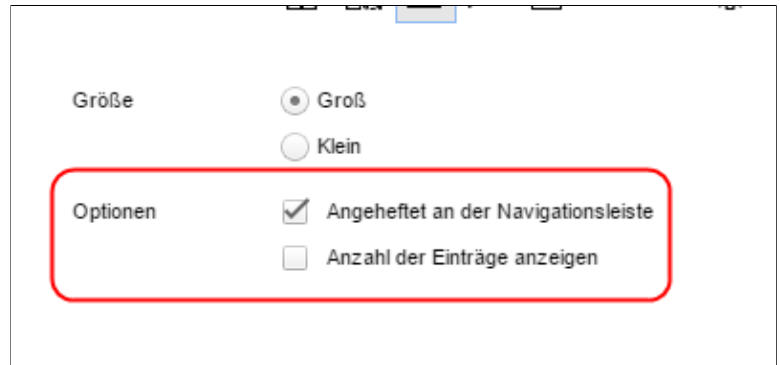 Größe Groß
Klein
Optionen Angeheftet an der Navigationsleiste
Anzahl der Einträge anzeigen